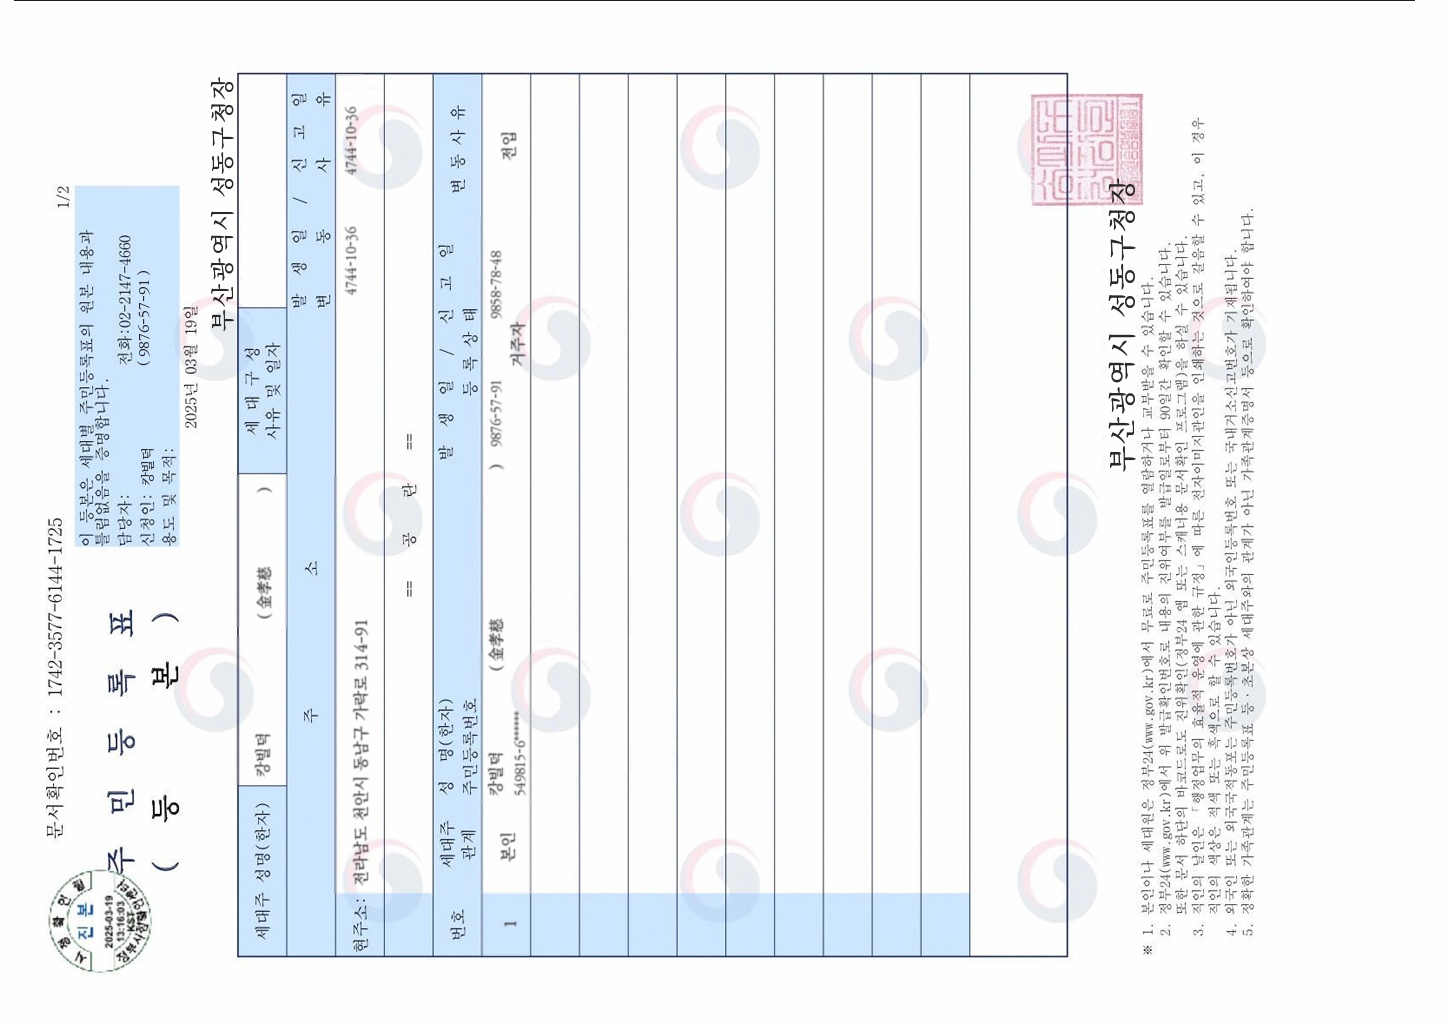 문서확인번호 : 1742-3577-6144-1725
1/2
주 민 등 록 표
( 등 본 )
이 등본은 세대별 주민등록표의 원본 내용과
틀림없음을 증명합니다.
담당자: 전화:02-2147-4660
신청인: 캉빌덕 ( 9876-57-91 )
용도 및 목적:
2025년 03월 19일
부산광역시 성동구청장
시 점 확 인 필
진 본
2025-03-19
13:16:03
KST
세대주 성명(한자) 캉빌덕 ( 金孝慈 ) 세 대 구 성
사유 및 일자
주 소 발 생 일 / 신 고 일
변 동 사 유
현주소: 전라남도 천안시 동남구 가락로 314-91 4744-10-36 4744-10-36
== 공 란 ==
번호 세대주
관계 성 명(한자)
주민등록번호 발 생 일 / 신 고 일
등 록 상 태 변 동 사 유
1 본인 캉빌덕 ( 金孝慈 ) 9876-57-91 9858-78-48 전입
549815-6****** 거주자
부산광역시 성동구청장
※ 1. 본인이나 세대원은 정부24(www.gov.kr)에서 무료로 주민등록표를 열람하거나 교부받을 수 있습니다.
2. 정부24(www.gov.kr)에서 위 발급확인번호로 내용의 진위여부를 발급일로부터 90일간 확인할 수 있습니다.
또한 문서 하단의 바코드로도 진위확인(정부24 앱 또는 스캐너용 문서확인 프로그램)을 하실 수 있습니다.
3. 직인의 날인은 「행정업무의 효율적 운영에 관한 규정」에 따른 전자이미지관인을 인쇄하는 것으로 갈음할 수 있고, 이 경우
직인의 색상은 적색 또는 흑색으로 할 수 있습니다.
4. 외국인 또는 외국국적동포는 주민등록번호가 아닌 외국인등록번호 또는 국내거소신고번호가 기재됩니다.
5. 정확한 가족관계는 주민등록표 등·초본상 세대주와의 관계가 아닌 가족관계증명서 등으로 확인하여야 합니다.